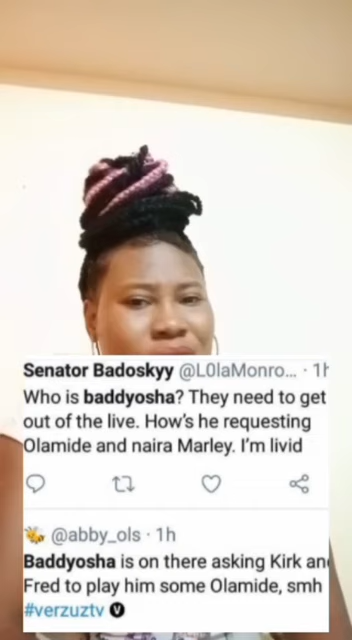 Senator Badoskyy @L0laMonro... · 1h
Who is baddyosha? They need to get
out of the live. How's he requesting
Olamide and naira Marley. I'm livid
@abby_ols · 1h
Baddyosha is on there asking Kirk an
Fred to play him some Olamide, smh
#verzuztv V